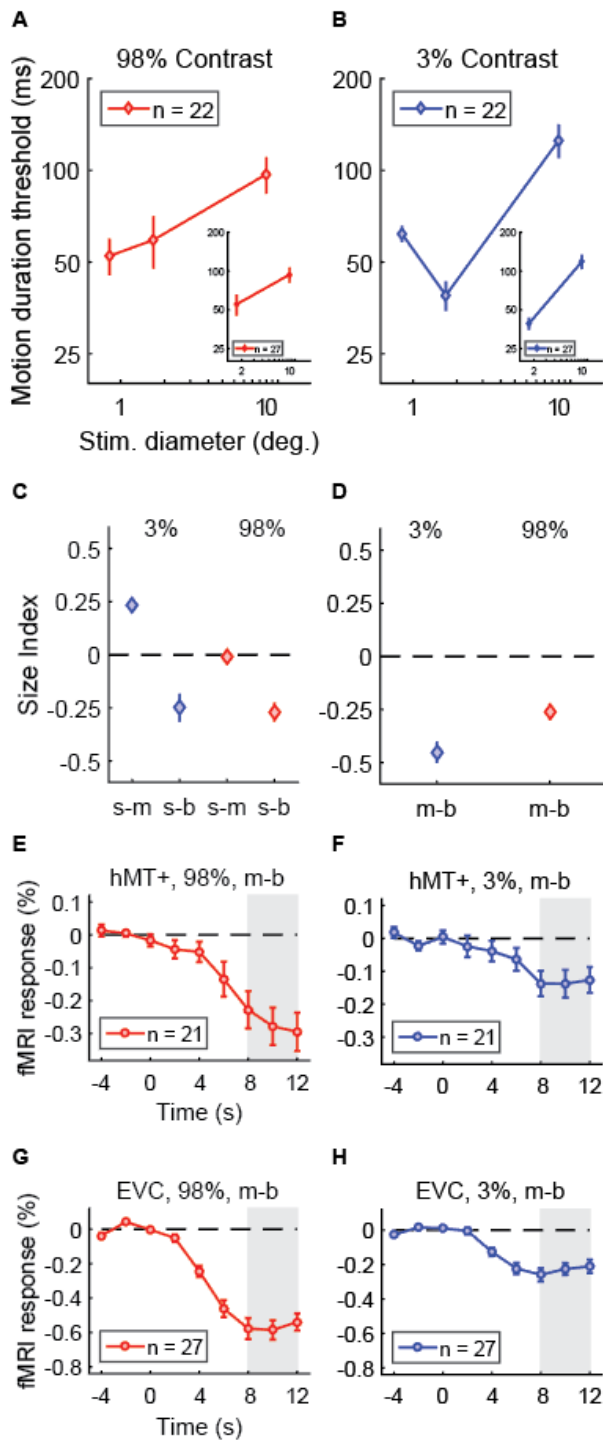 A
98% Contrast
Motion duration threshold (ms)
200
100
50
25
n = 22
200
100
50
25
n = 27
2
10
1
10
Stim. diameter (deg.)
B
3% Contrast
200
100
50
25
n = 22
200
100
50
25
n = 27
2
10
1
10
C
Size Index
3%
98%
0.5
0.25
0
-0.25
-0.5
s-m
s-b
s-m
s-b
D
3%
98%
0.5
0.25
0
-0.25
-0.5
m-b
m-b
E
hMT+, 98%, m-b
fMRI response (%)
0.1
0
-0.1
-0.2
-0.3
n = 21
-4
0
4
8
12
Time (s)
F
hMT+, 3%, m-b
0.1
0
-0.1
-0.2
-0.3
n = 21
-4
0
4
8
12
G
EVC, 98%, m-b
fMRI response (%)
0
-0.2
-0.4
-0.6
-0.8
n = 27
-4
0
4
8
12
Time (s)
H
EVC, 3%, m-b
0
-0.2
-0.4
-0.6
-0.8
n = 27
-4
0
4
8
12